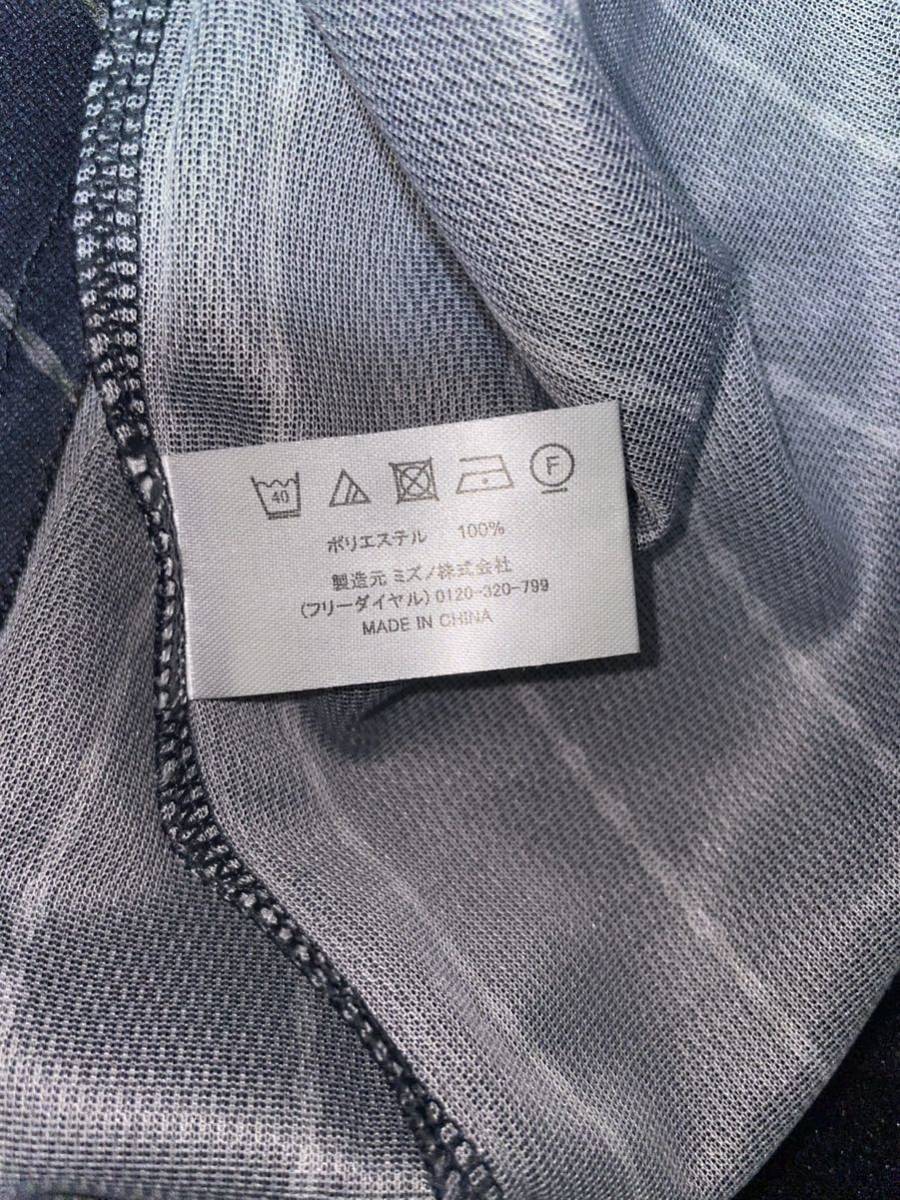 40 F
ポリエステル 100%
製造元 ミズノ株式会社
(フリーダイヤル) 0120-320-799
MADE IN CHINA